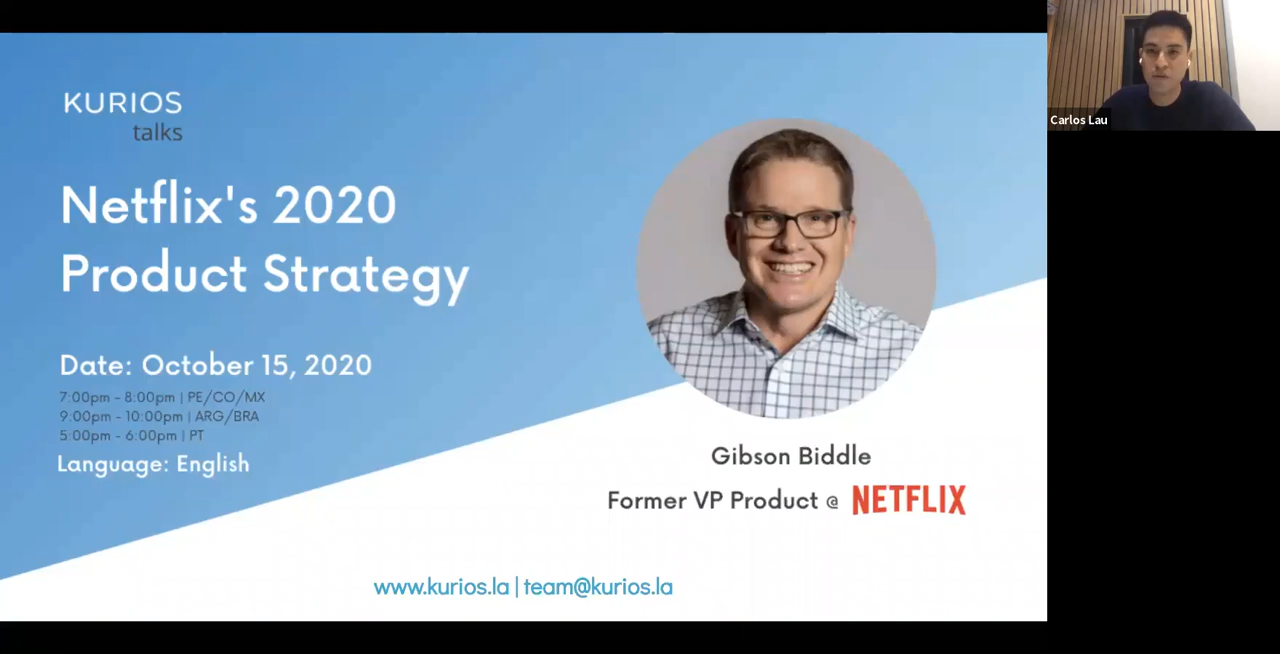 KURIOS
talks
Netflix's 2020
Product Strategy
Date: October 15, 2020
7:00pm - 8:00pm | PE/CO/MX
9:00pm - 10:00pm | ARG/BRA
5:00pm - 6:00pm | PT
Language: English
Gibson Biddle
Former VP Product @ NETFLIX
www.kurios.la | team@kurios.la
Carlos Lau